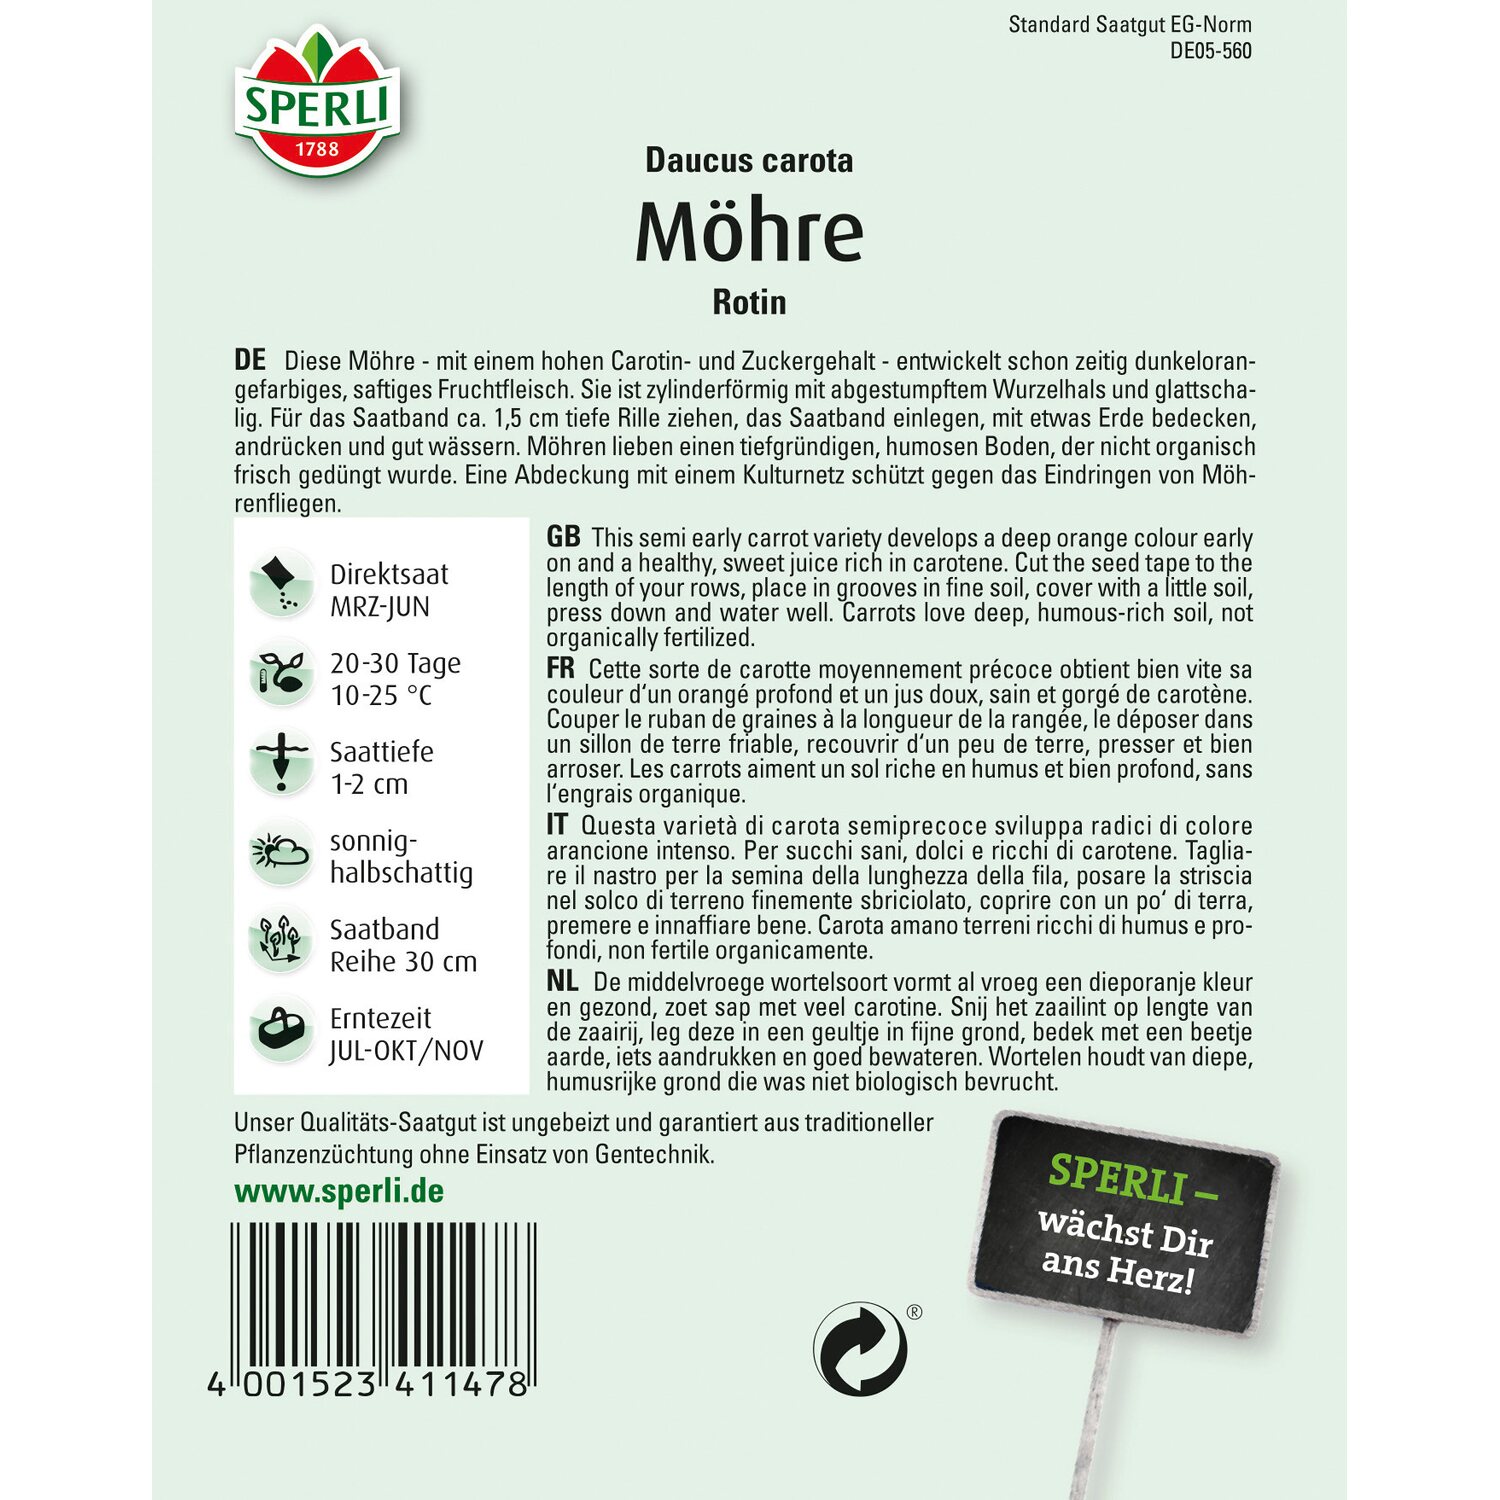 Standard Saatgut EG-Norm
DE05-560
SPERLI
1788
Daucus carota
Möhre
Rotin
DE Diese Möhre - mit einem hohen Carotin- und Zuckergehalt - entwickelt schon zeitig dunkeloran-
gefarbiges, saftiges Fruchtfleisch. Sie ist zylinderförmig mit abgestumpftem Wurzelhals und glattscha-
lig. Für das Saatband ca. 1,5 cm tiefe Rille ziehen, das Saatband einlegen, mit etwas Erde bedecken,
andrücken und gut wässern. Möhren lieben einen tiefgründigen, humosen Boden, der nicht organisch
frisch gedüngt wurde. Eine Abdeckung mit einem Kulturnetz schützt gegen das Eindringen von Möh-
renfliegen.
Direktsaat
MRZ-JUN
20-30 Tage
10-25 °C
Saattiefe
1-2 cm
sonnig-
halbschattig
Saatband
Reihe 30 cm
Erntezeit
JUL-OKT/NOV
GB This semi early carrot variety develops a deep orange colour early
on and a healthy, sweet juice rich in carotene. Cut the seed tape to the
length of your rows, place in grooves in fine soil, cover with a little soil,
press down and water well. Carrots love deep, humous-rich soil, not
organically fertilized.
FR Cette sorte de carotte moyennement précoce obtient bien vite sa
couleur d‘un orangé profond et un jus doux, sain et gorgé de carotène.
Couper le ruban de graines à la longueur de la rangée, le déposer dans
un sillon de terre friable, recouvrir d‘un peu de terre, presser et bien
arroser. Les carrots aiment un sol riche en humus et bien profond, sans
l‘engrais organique.
IT Questa varietà di carota semiprecoce sviluppa radici di colore
arancione intenso. Per succhi sani, dolci e ricchi di carotene. Taglia-
re il nastro per la semina della lunghezza della fila, posare la striscia
nel solco di terreno finemente sbriciolato, coprire con un po‘ di terra,
premere e innaffiare bene. Carota amano terreni ricchi di humus e pro-
fondi, non fertile organicamente.
NL De middelvroege wortelsoort vormt al vroeg een dieporanje kleur
en gezond, zoet sap met veel carotine. Snij het zaailint op lengte van
de zaairij, leg deze in een geultje in fijne grond, bedek met een beetje
aarde, iets aandrukken en goed bewateren. Wortelen houdt van diepe,
humusrijke grond die was niet biologisch bevrucht.
Unser Qualitäts-Saatgut ist ungebeizt und garantiert aus traditioneller
Pflanzenzüchtung ohne Einsatz von Gentechnik.
www.sperli.de
4 001523 411478
®
SPERLI –
wächst Dir
ans Herz!